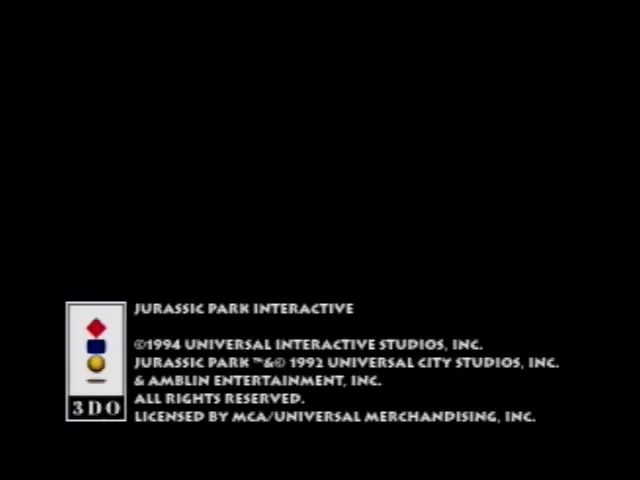 JURASSIC PARK INTERACTIVE
©1994 UNIVERSAL INTERACTIVE STUDIOS, INC.
JURASSIC PARK ™&© 1992 UNIVERSAL CITY STUDIOS, INC.
& AMBLIN ENTERTAINMENT, INC.
ALL RIGHTS RESERVED.
LICENSED BY MCA/UNIVERSAL MERCHANDISING, INC.
3DO